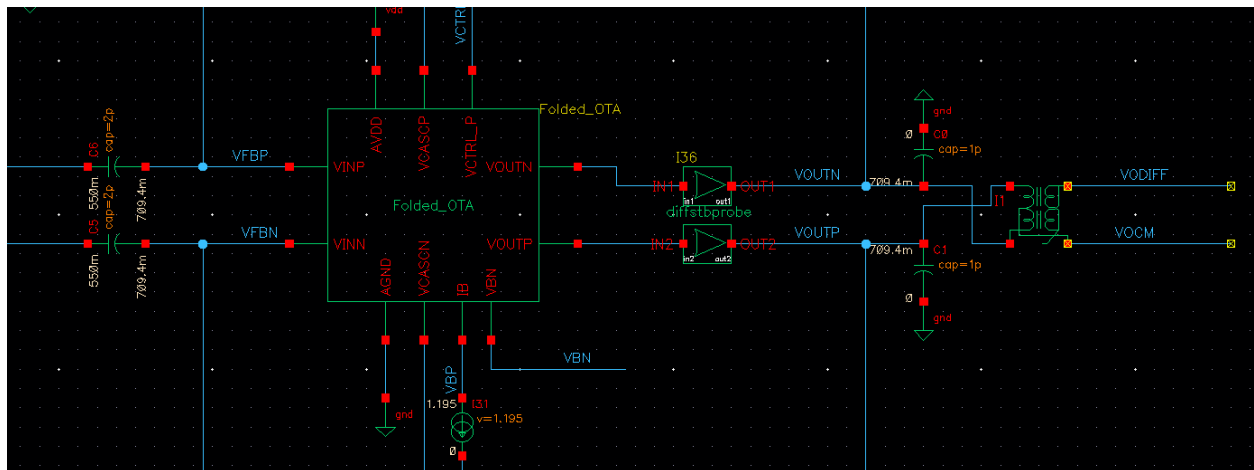 vdd
VCTRL
Folded_OTA
gnd
C6
cap=2p
VFBP
550m
709.4m
VINP
AVDD
VCASCP
VCTRL_P
VOUTN
I36
IN1
in1
out1
OUT1
VOUTN
0
C0
cap=1p
709.4m
VODIFF
I1
Folded_OTA
diffstbprobe
C5
cap=2p
VFBN
550m
709.4m
VINN
VOUTP
IN2
in2
out2
OUT2
VOUTP
709.4m
C1
cap=1p
VOCM
AGND
VCASCN
IB
VBN
0
gnd
VBP
VBN
gnd
1.195
I31
v=1.195
0